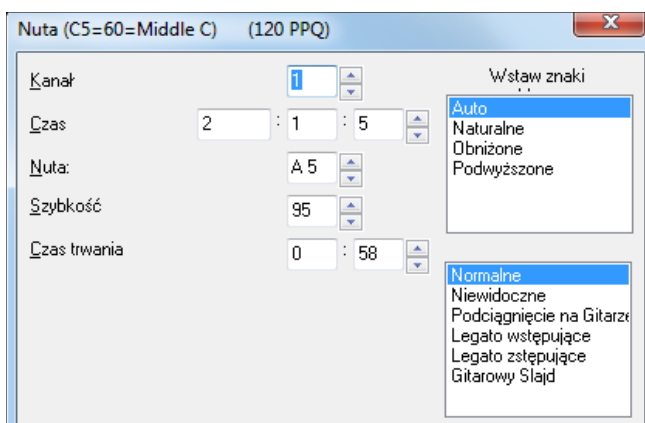 Nuta (C5=60=Middle C) (120 PPQ)
Kanał 1
Czas 2 : 1 : 5
Nuta: A 5
Szybkość 95
Czas trwania 0 : 58
Wstaw znaki
Auto
Naturalne
Obniżone
Podwyższone
Normalne
Niewidoczne
Podciągnięcie na Gitarze
Legato wstępujące
Legato zstępujące
Gitarowy Slajd